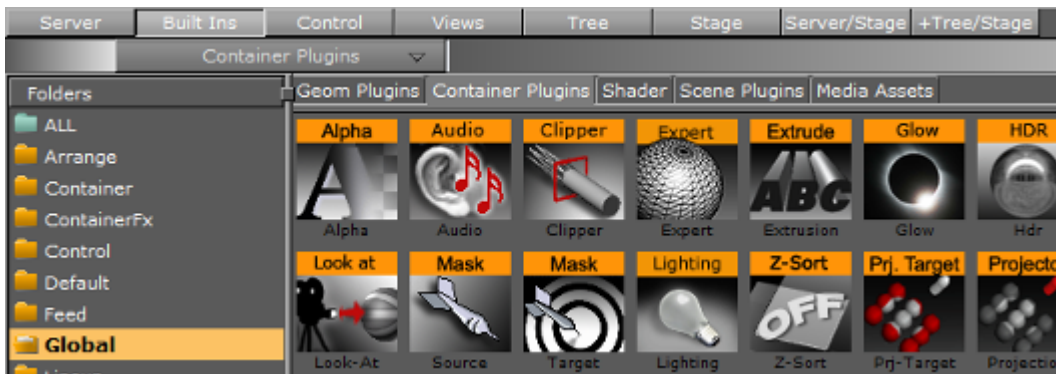 Server Built Ins Control Views Tree Stage Server/Stage +Tree/Stage
Container Plugins
Folders Geom Plugins Container Plugins Shader Scene Plugins Media Assets
ALL
Alpha Audio Clipper Expert Extrude Glow HDR
Arrange
Container
ABC
ContainerFx
Alpha Audio Clipper Expert Extrusion Glow Hdr
Control
Look at Mask Mask Lighting Z-Sort Prj. Target
Default
Feed
OFF
Global
Look-At Source Target Lighting Z-Sort Prj-Target